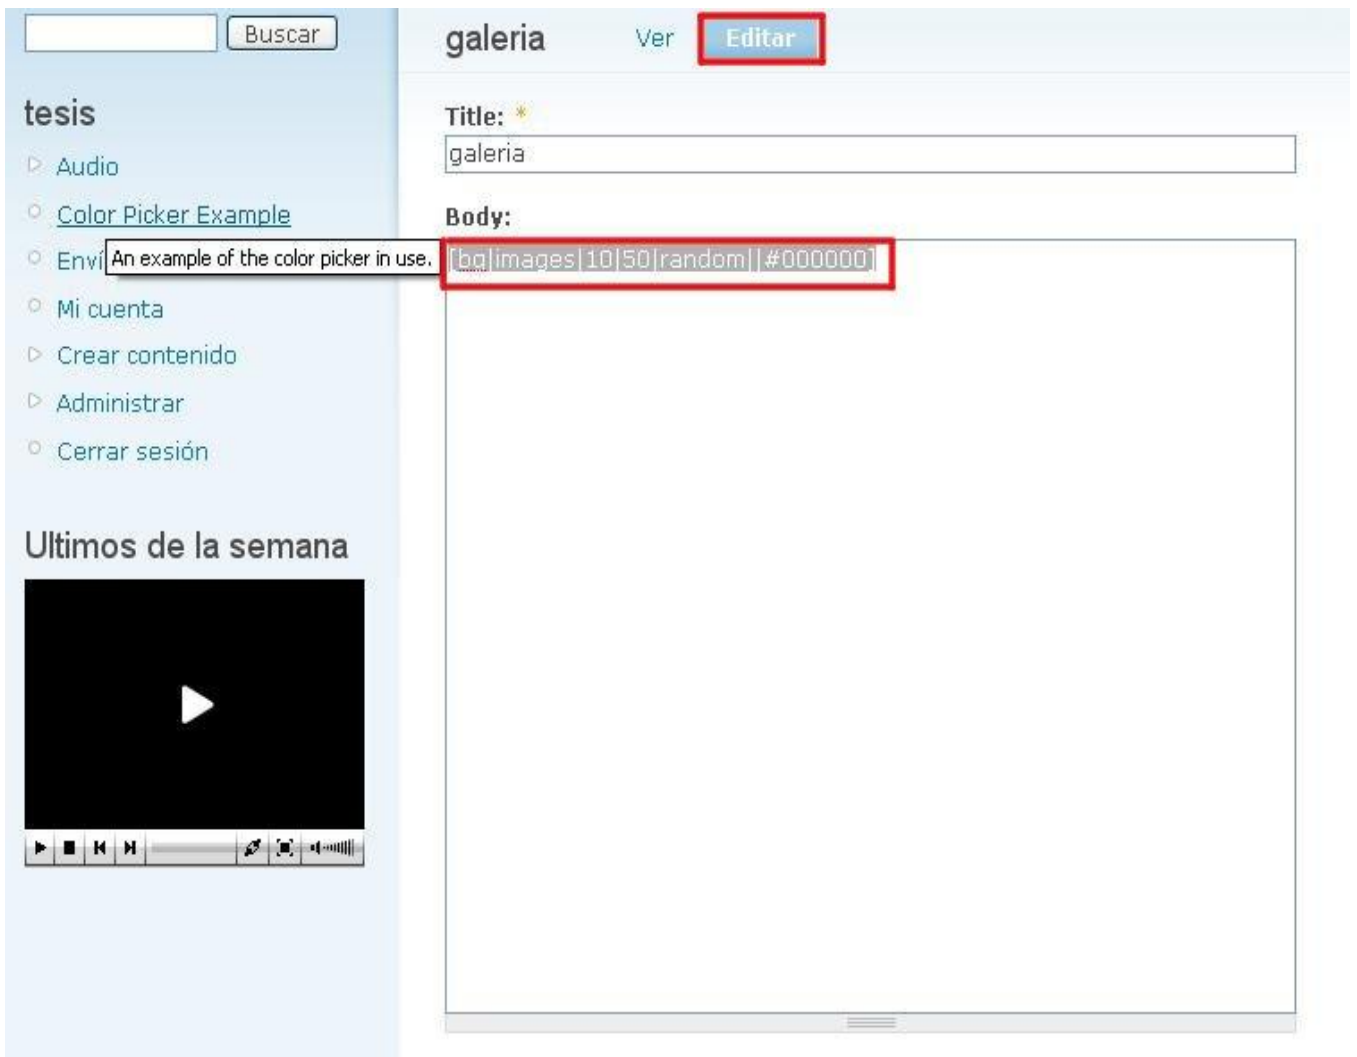 Buscar
galeria Ver Editar
tesis
Audio
Color Picker Example
Enví
An example of the color picker in use.
Mi cuenta
Crear contenido
Administrar
Cerrar sesión
Ultimos de la semana
Title: *
galeria
Body:
[bg|images|10|50|random||#000000]